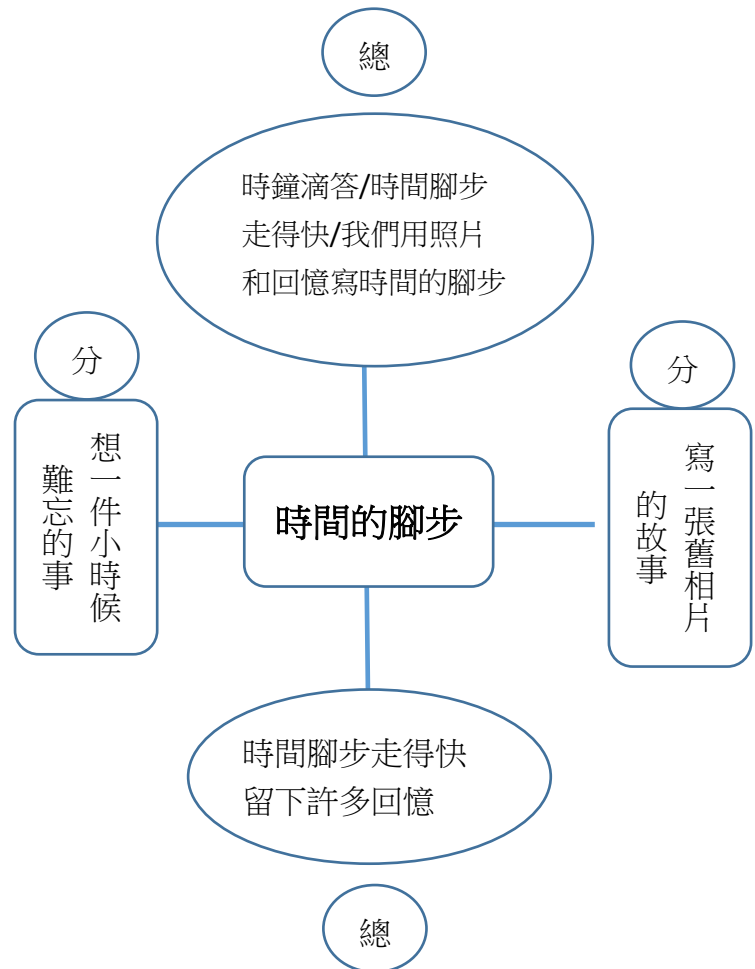 總
時鐘滴答/時間腳步
走得快/我們用照片
和回憶寫時間的腳步
分
想一件小時候
難忘的事
時間的腳步
分
寫一張舊相片
的故事
時間腳步走得快
留下許多回憶
總